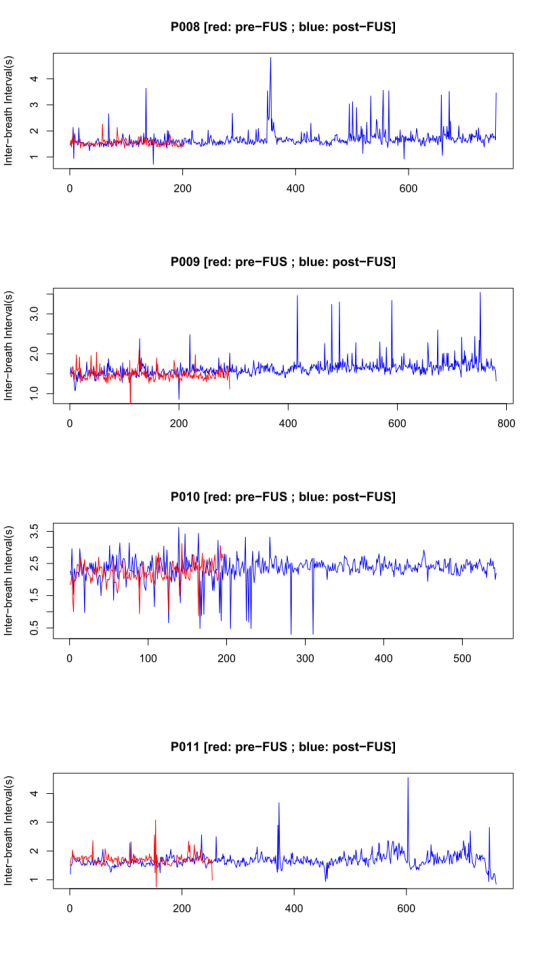 P008 [red: pre−FUS ; blue: post−FUS]
Inter−breath Interval(s)
4
3
2
1
0 200 400 600
P009 [red: pre−FUS ; blue: post−FUS]
Inter−breath Interval(s)
3.0
2.0
1.0
0 200 400 600 800
P010 [red: pre−FUS ; blue: post−FUS]
Inter−breath Interval(s)
3.5
2.5
1.5
0.5
0 100 200 300 400 500
P011 [red: pre−FUS ; blue: post−FUS]
Inter−breath Interval(s)
4
3
2
1
0 200 400 600